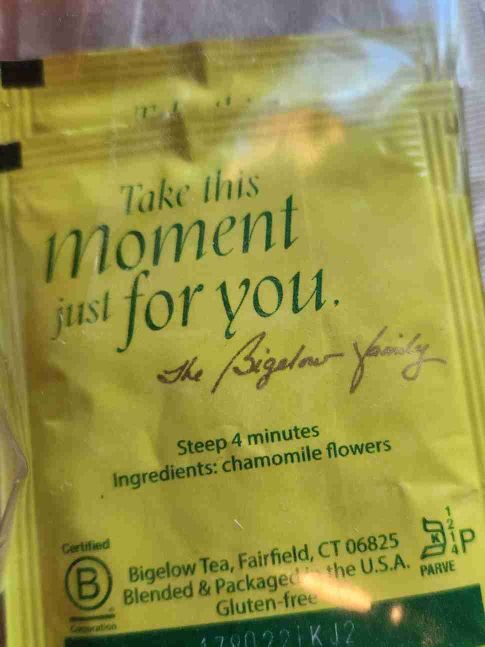 Take this
Moment
just for you.
The Bigelow Family
Steep 4 minutes
Ingredients: chamomile flowers
Certified
B
Corporation
Bigelow Tea, Fairfield, CT 06825
Blended & Packaged in the U.S.A.
Gluten-free
K 1214 P
PARVE